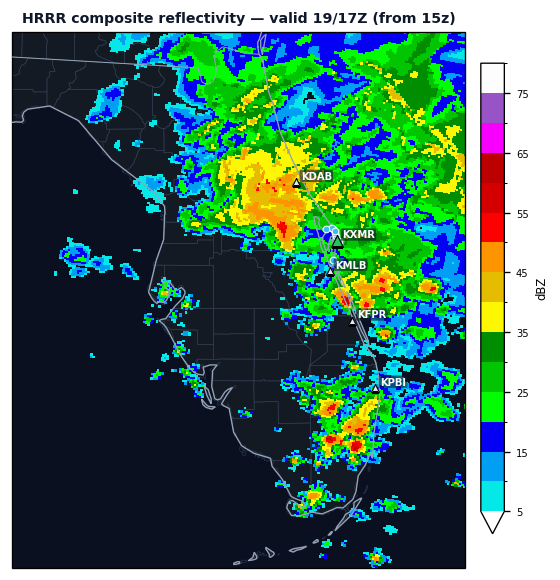 HRRR composite reflectivity — valid 19/17Z (from 15z)
KDAB
KXMR
KMLB
KFPR
KPBI
75
65
55
45
35
25
15
5
dBZ